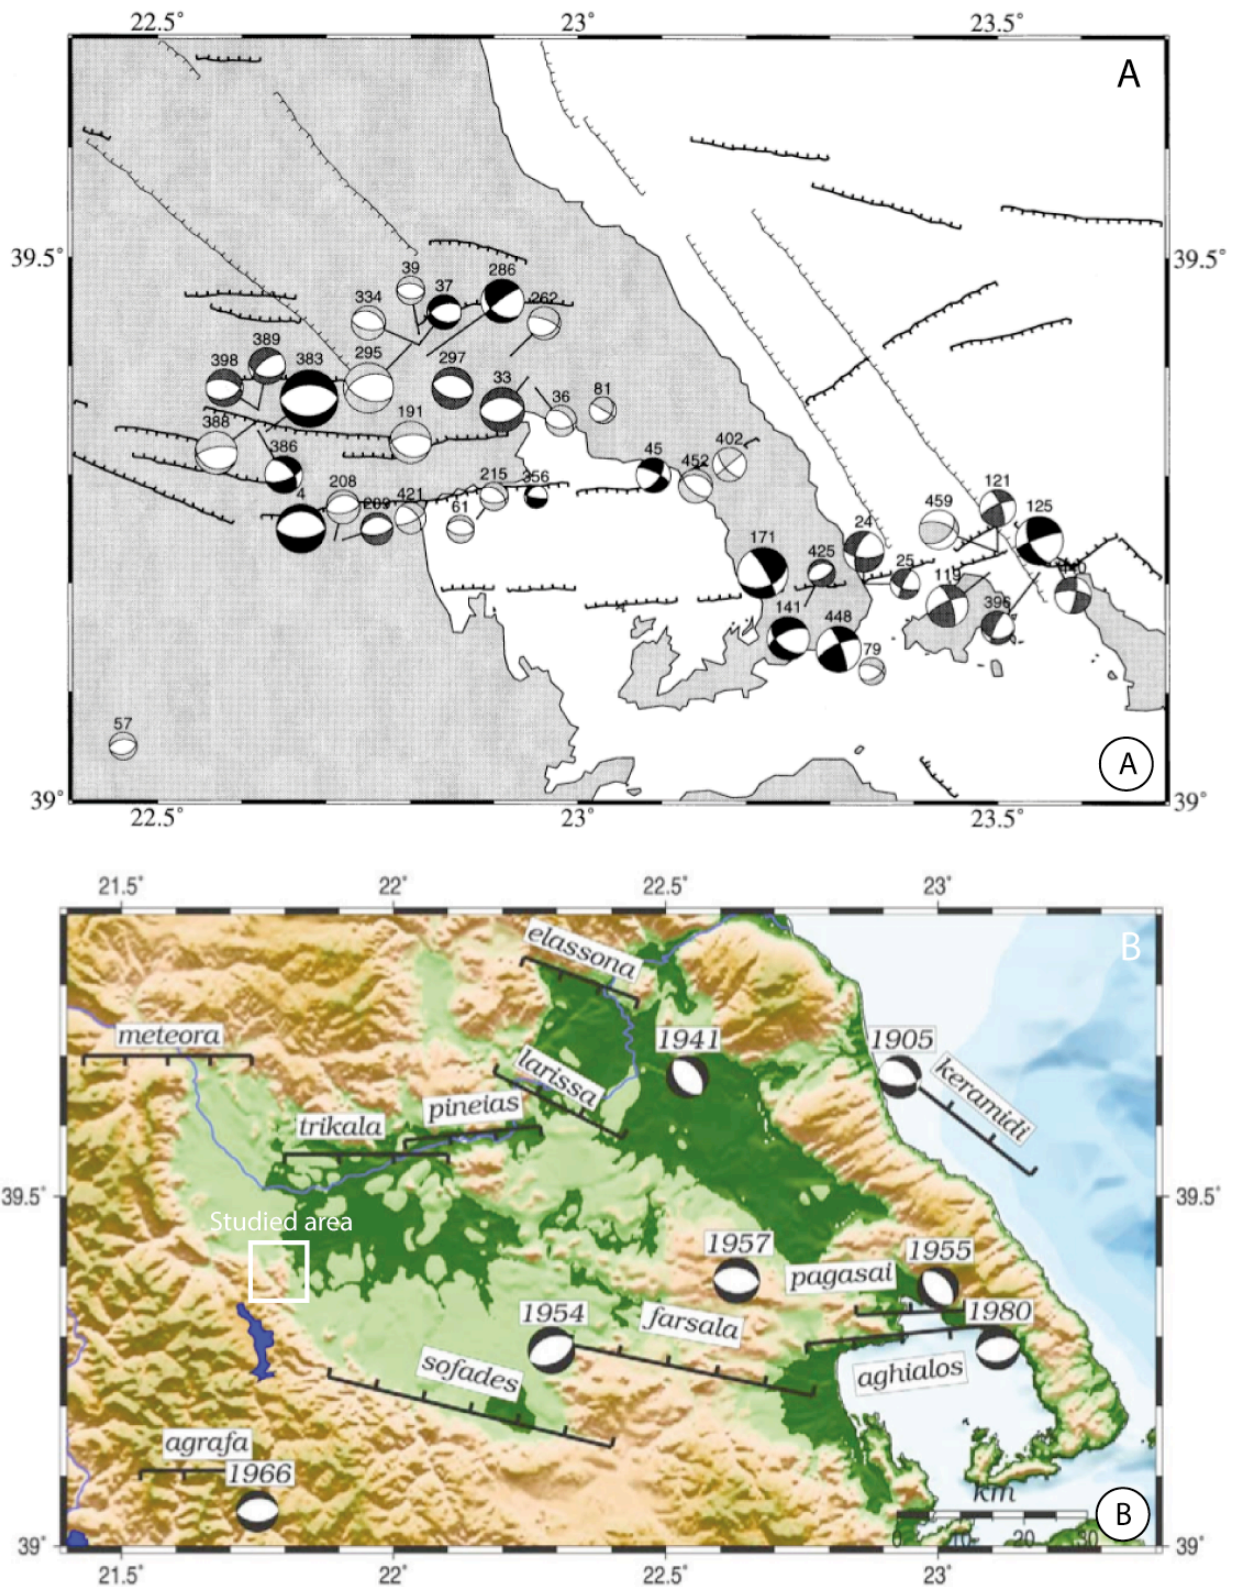 22.5° 23° 23.5°
A
39.5° 39.5°
39 286
334 37 262
389
398 383 295 297 33
36 81
388 191
386 45 452 402
4 208 209 421 215 356
61
121
459 125
24
171 425
25
119
396
141 448
79
57
A
39° 39°
22.5° 23° 23.5°
21.5° 22° 22.5° 23°
B
elassona
meteora 1941 1905
larissa keramidi
pineias
trikala
39.5° 39.5°
Studied area
1957 1955
pagasai
1954 1980
farsala
sofades aghialos
agrafa
1966
km
B
0 10 20 30
39° 39°
21.5° 22° 22.5° 23°